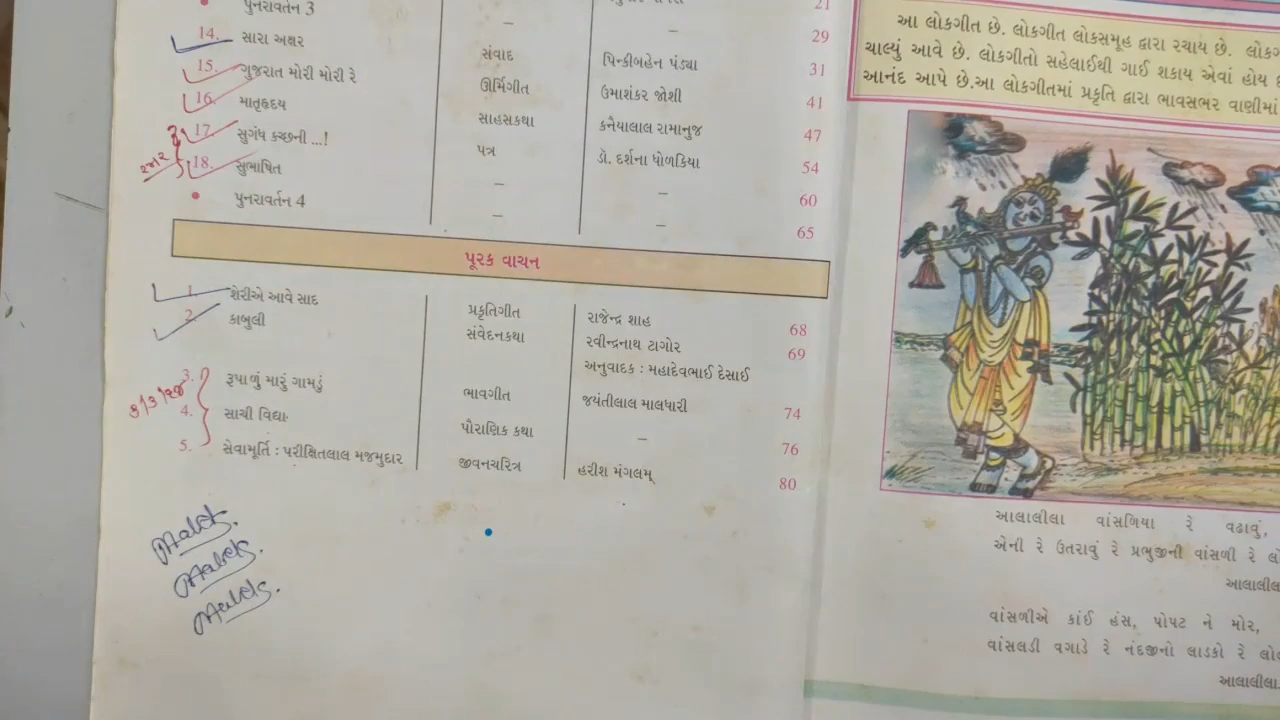 પુનરાવર્તન 3 – – 21
14. સારા અક્ષર સંવાદ પિન્કીબહેન પંડ્યા 29
15. ગુજરાત મોરી મોરી રે ઊર્મિગીત ઉમાશંકર જોશી 31
16. માતૃહૃદય સાહસકથા કનૈયાલાલ રામાનુજ 41
17. સુગંધ કચ્છની ...! પત્ર ડૉ. દર્શના ધોળકિયા 47
18. સુભાષિત – – 54
પુનરાવર્તન 4 – – 60
65
પૂરક વાચન
1. શેરીએ આવે સાદ પ્રકૃતિગીત રાજેન્દ્ર શાહ 68
2. કાબુલી સંવેદનકથા રવીન્દ્રનાથ ટાગોર 69
અનુવાદક : મહાદેવભાઈ દેસાઈ
3. રૂપાળું મારું ગામડું ભાવગીત જયંતીલાલ માલધારી 74
4. સાચી વિદ્યા પૌરાણિક કથા – 76
5. સેવામૂર્તિ : પરીક્ષિતલાલ મજમુદાર જીવનચરિત્ર હરીશ મંગલમ્ 80
આ લોકગીત છે. લોકગીત લોકસમૂહ દ્વારા રચાય છે.
ચાલ્યું આવે છે. લોકગીતો સહેલાઈથી ગાઈ શકાય એવાં હોય
આનંદ આપે છે.આ લોકગીતમાં પ્રકૃતિ દ્વારા ભાવસભર વાણીમાં
આલાલીલા વાંસળિયા રે વઢાવું,
એની રે ઉતરાવું રે પ્રભુજીની વાંસળી રે
વાંસળીએ કાંઈ હંસ, પોપટ ને મોર,
વાંસલડી વગાડે રે નંદજીનો લાડકો રે